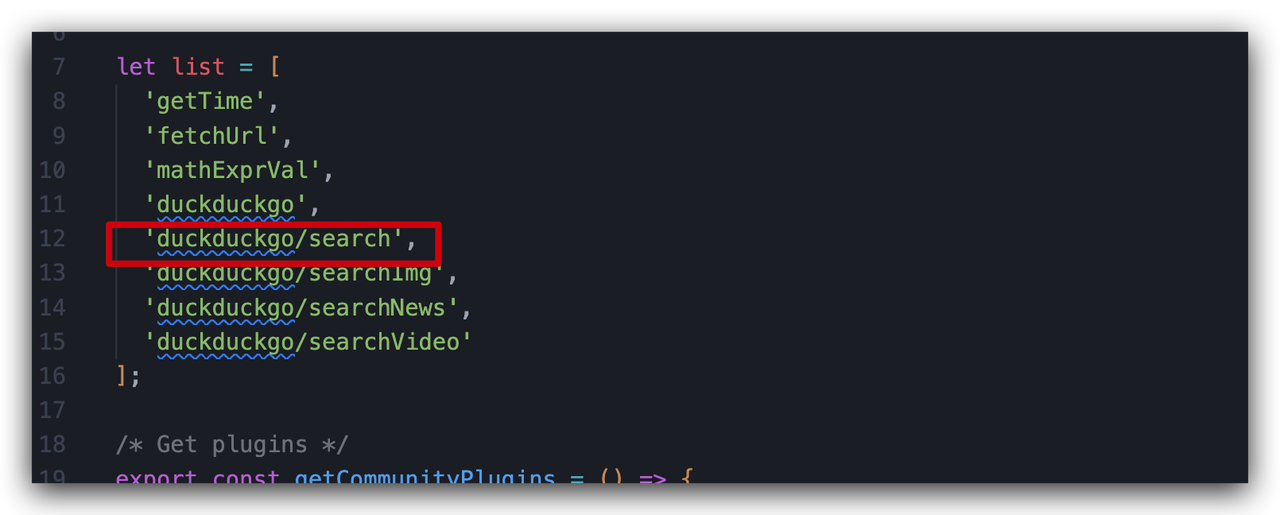 6
7 let list = [
8 'getTime',
9 'fetchUrl',
10 'mathExprVal',
11 'duckduckgo',
12 'duckduckgo/search',
13 'duckduckgo/searchImg',
14 'duckduckgo/searchNews',
15 'duckduckgo/searchVideo'
16 ];
17
18 /* Get plugins */
19 export const getCommunityPlugins = () => {